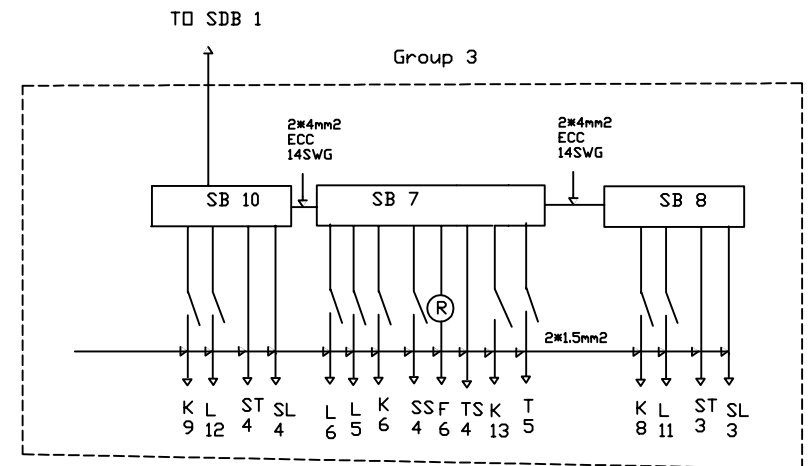 TO SDB 1
Group 3
2*4mm2
ECC
14SWG
2*4mm2
ECC
14SWG
SB 10
SB 7
SB 8
R
2*1.5mm2
K
9
L
12
ST
4
SL
4
L
6
L
5
K
6
SS
4
F
6
TS
4
K
13
T
5
K
8
L
11
ST
3
SL
3